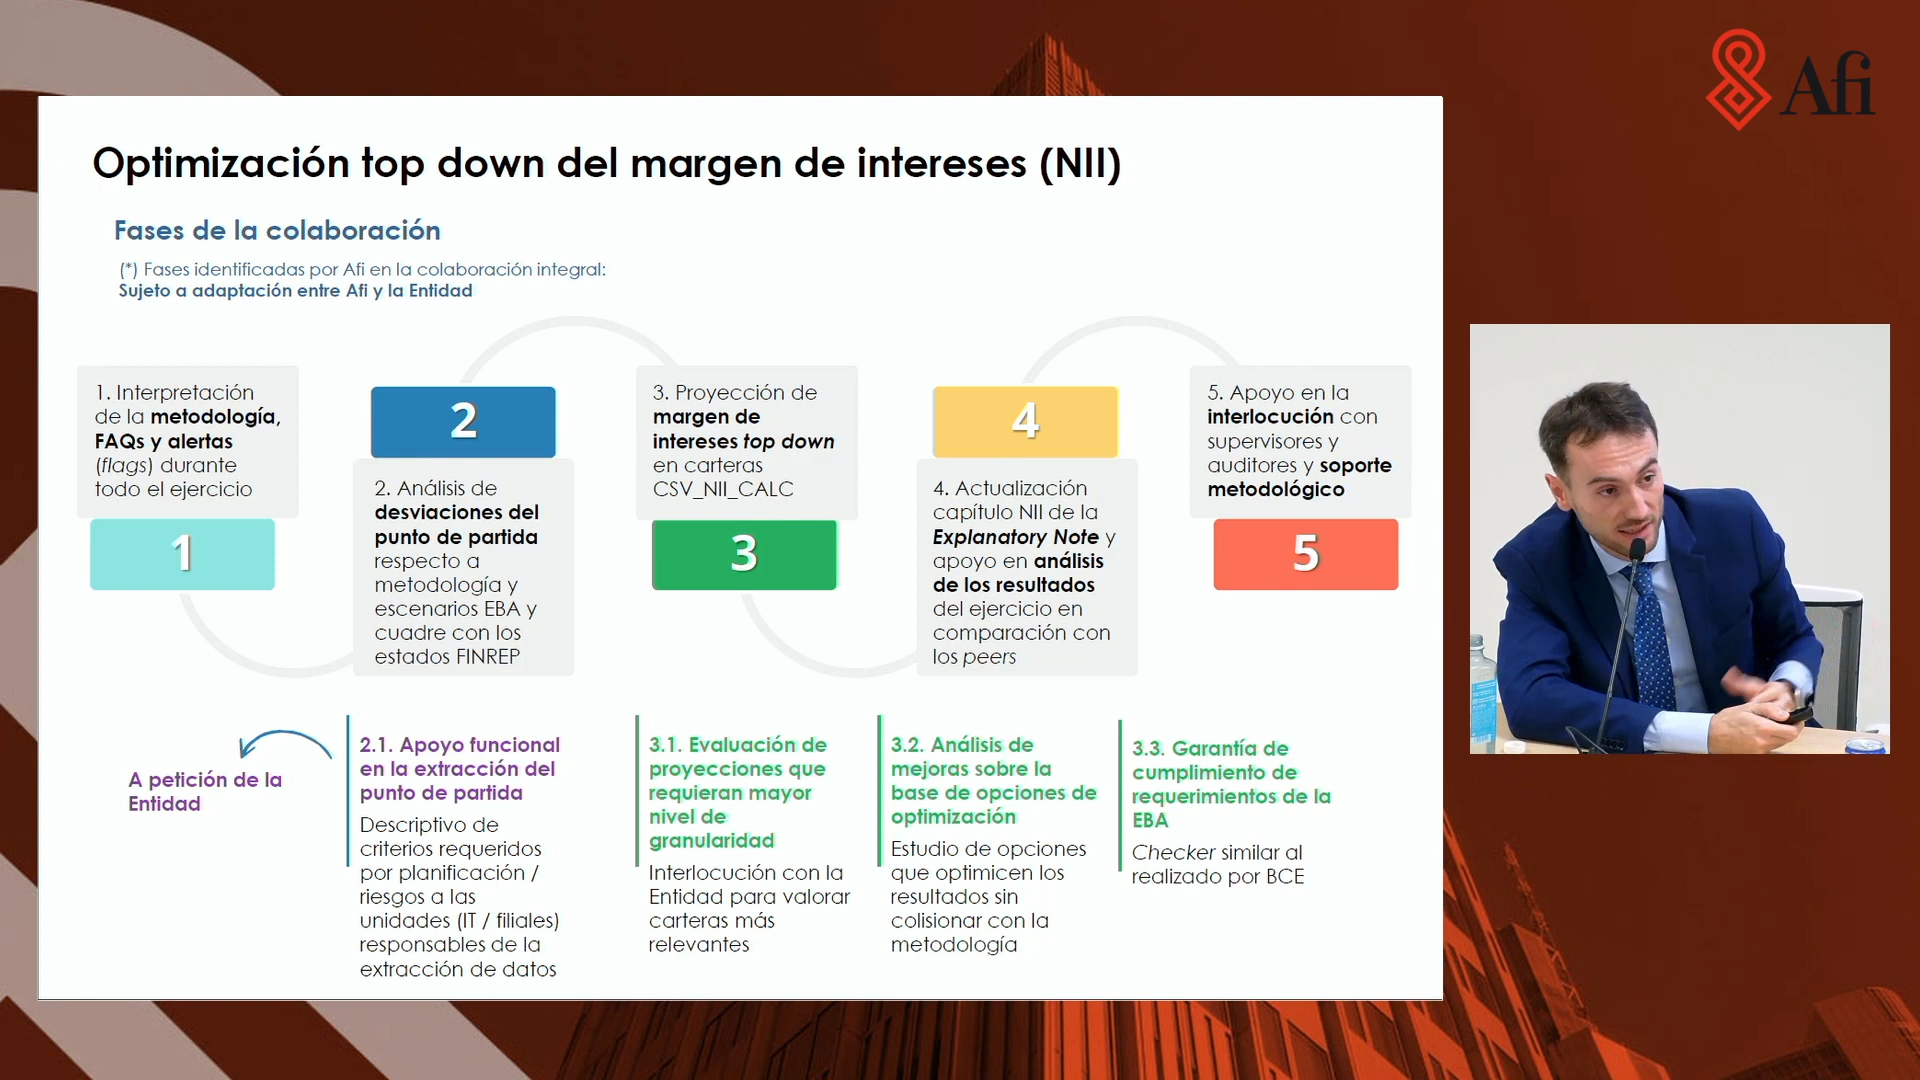 Afi
Optimización top down del margen de intereses (NII)
Fases de la colaboración
(*) Fases identificadas por Afi en la colaboración integral:
Sujeto a adaptación entre Afi y la Entidad
1. Interpretación
de la metodología,
FAQs y alertas
(flags) durante
todo el ejercicio
1
2
2. Análisis de
desviaciones del
punto de partida
respecto a
metodología y
escenarios EBA y
cuadre con los
estados FINREP
3. Proyección de
margen de
intereses top down
en carteras
CSV_NII_CALC
3
4
4. Actualización
capítulo NII de la
Explanatory Note y
apoyo en análisis
de los resultados
del ejercicio en
comparación con
los peers
5. Apoyo en la
interlocución con
supervisores y
auditores y soporte
metodológico
5
A petición de la
Entidad
2.1. Apoyo funcional
en la extracción del
punto de partida
Descriptivo de
criterios requeridos
por planificación /
riesgos a las
unidades (IT / filiales)
responsables de la
extracción de datos
3.1. Evaluación de
proyecciones que
requieran mayor
nivel de
granularidad
Interlocución con la
Entidad para valorar
carteras más
relevantes
3.2. Análisis de
mejoras sobre la
base de opciones de
optimización
Estudio de opciones
que optimicen los
resultados sin
colisionar con la
metodología
3.3. Garantía de
cumplimiento de
requerimientos de la
EBA
Checker similar al
realizado por BCE